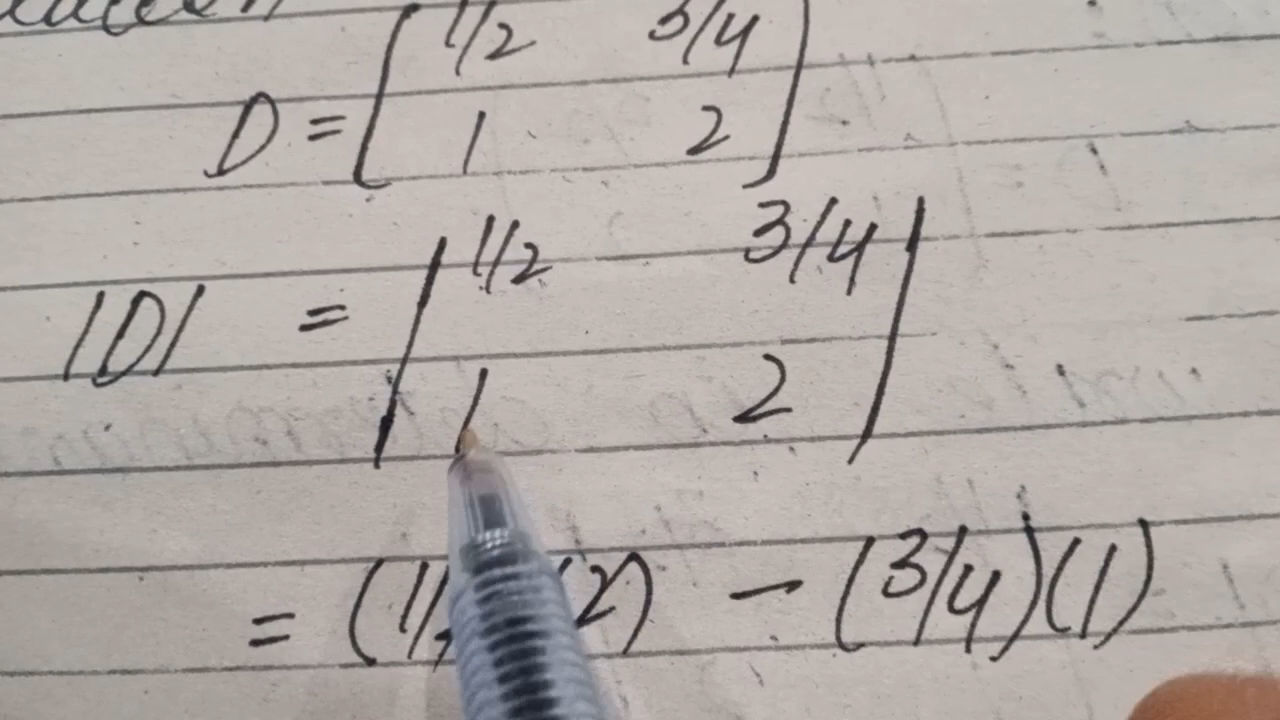 1/2 3/4
D = [ 1 2 ]
|D| = | 1/2 3/4 |
1 2
= (1/ 2) - (3/4)(1)